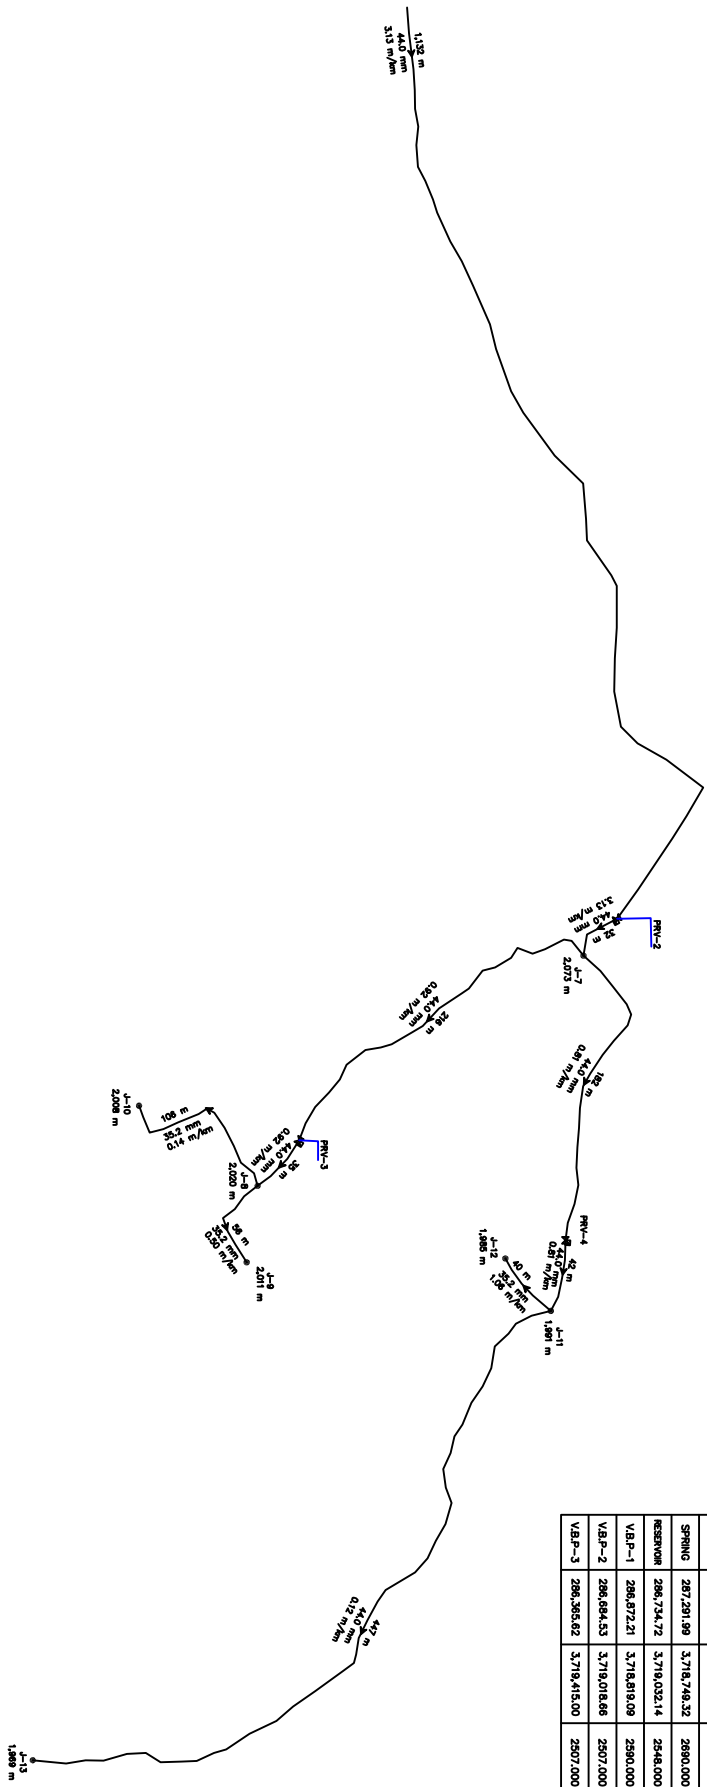 1,132 m
44.0 mm
3.13 m/km
PRV-2
32 m
44.0 mm
3.13 m/km
J-7
2,073 m
216 m
44.0 mm
0.92 m/km
182 m
44.0 mm
0.81 m/km
PRV-3
35 m
44.0 mm
0.92 m/km
J-8
2,020 m
106 m
35.2 mm
0.14 m/km
J-10
2,008 m
56 m
35.2 mm
0.50 m/km
J-9
2,011 m
PRV-4
42 m
44.0 mm
0.81 m/km
J-11
1,991 m
40 m
35.2 mm
1.06 m/km
J-12
1,985 m
447 m
44.0 mm
0.12 m/km
J-13
1,969 m
SPRING 287,291.99 3,718,749.32 2690.000
RESERVOIR 286,734.72 3,719,032.14 2548.000
V.B.P-1 286,872.21 3,718,819.09 2590.000
V.B.P-2 286,684.53 3,719,018.66 2507.000
V.B.P-3 286,365.62 3,719,415.00 2507.000